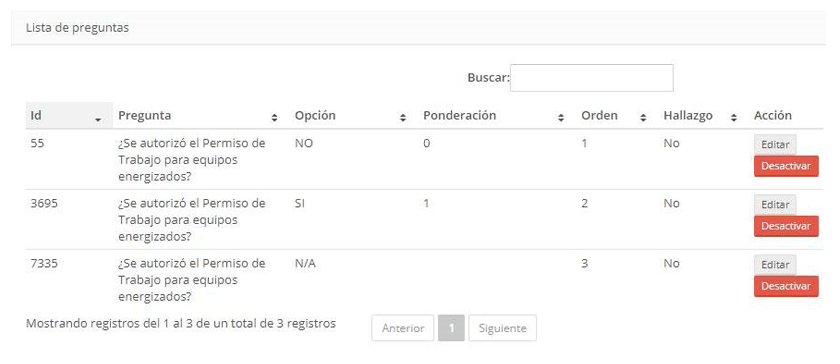 Lista de preguntas
Buscar:
Id Pregunta Opción Ponderación Orden Hallazgo Acción
55 ¿Se autorizó el Permiso de NO 0 1 No Editar
Trabajo para equipos Desactivar
energizados?
3695 ¿Se autorizó el Permiso de SI 1 2 No Editar
Trabajo para equipos Desactivar
energizados?
7335 ¿Se autorizó el Permiso de N/A 3 No Editar
Trabajo para equipos Desactivar
energizados?
Mostrando registros del 1 al 3 de un total de 3 registros Anterior 1 Siguiente